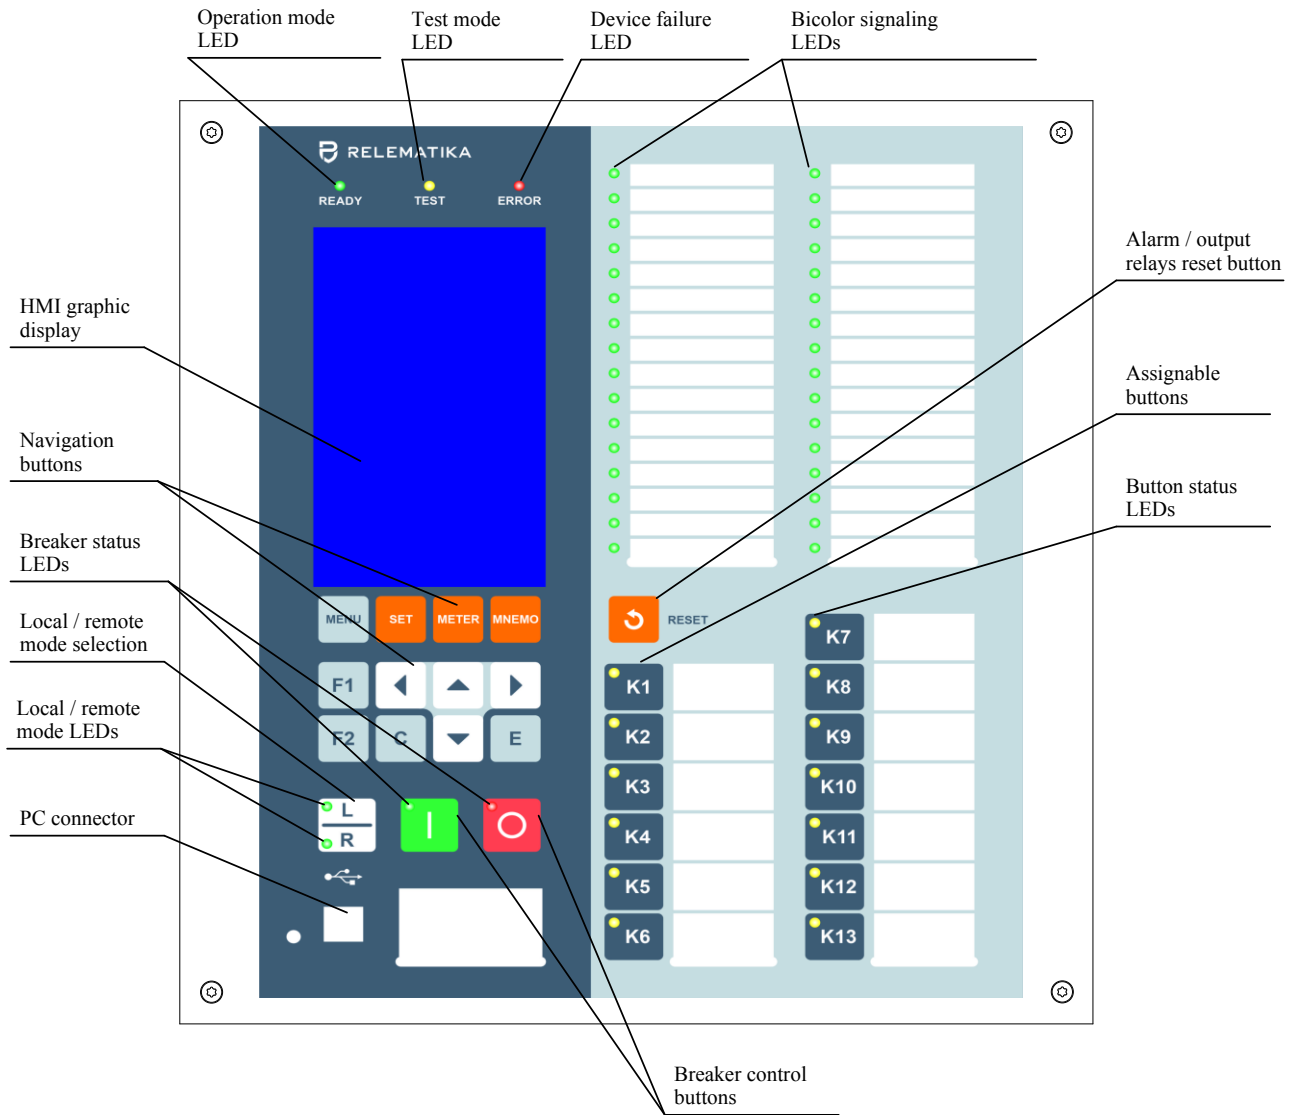 Operation mode
LED
Test mode
LED
Device failure
LED
Bicolor signaling
LEDs
RELEMATIKA
READY
TEST
ERROR
Alarm / output
relays reset button
HMI graphic
display
Assignable
buttons
Navigation
buttons
Button status
LEDs
Breaker status
LEDs
MENU
SET
METER
MNEMO
RESET
Local / remote
mode selection
K7
F1
K1
K8
Local / remote
mode LEDs
F2
C
E
K2
K9
K3
K10
L
R
PC connector
K4
K11
K5
K12
K6
K13
Breaker control
buttons